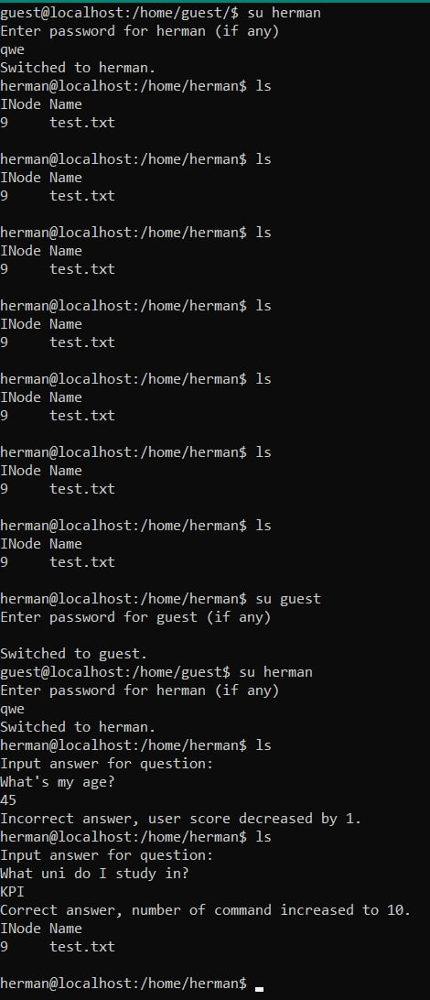 guest@localhost:/home/guest/$ su herman
Enter password for herman (if any)
qwe
Switched to herman.
herman@localhost:/home/herman$ ls
INode Name
9     test.txt
herman@localhost:/home/herman$ ls
INode Name
9     test.txt
herman@localhost:/home/herman$ ls
INode Name
9     test.txt
herman@localhost:/home/herman$ ls
INode Name
9     test.txt
herman@localhost:/home/herman$ ls
INode Name
9     test.txt
herman@localhost:/home/herman$ ls
INode Name
9     test.txt
herman@localhost:/home/herman$ ls
INode Name
9     test.txt
herman@localhost:/home/herman$ su guest
Enter password for guest (if any)
Switched to guest.
guest@localhost:/home/guest$ su herman
Enter password for herman (if any)
qwe
Switched to herman.
herman@localhost:/home/herman$ ls
Input answer for question:
What's my age?
45
Incorrect answer, user score decreased by 1.
herman@localhost:/home/herman$ ls
Input answer for question:
What uni do I study in?
KPI
Correct answer, number of command increased to 10.
INode Name
9     test.txt
herman@localhost:/home/herman$